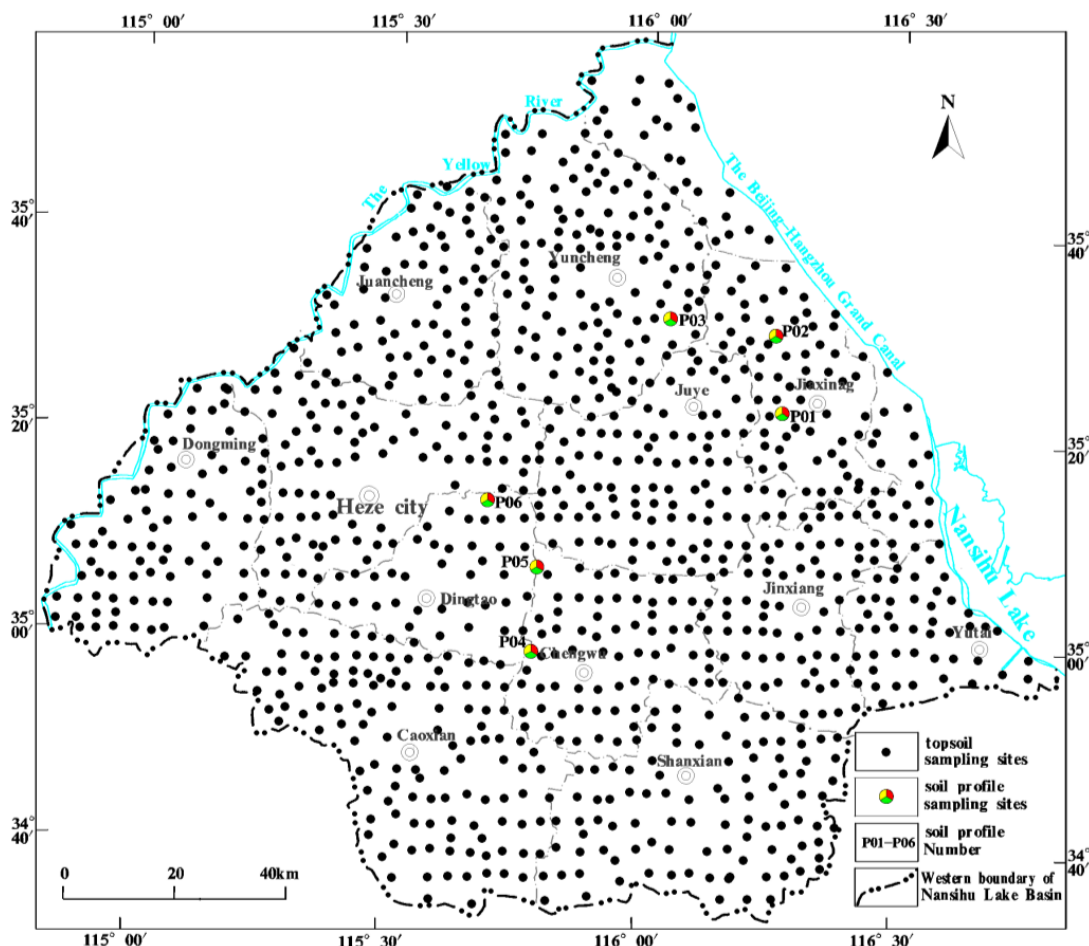 115° 00′
115° 30′
116° 00′
116° 30′
N
River
Yellow
The
The Beijing-Hangzhou Grand Canal
35°
40′
35°
40′
Yuncheng
Juancheng
P03
P02
Juye
Jiaxinag
P01
35°
20′
35°
20′
Dongming
Heze city
P06
Nansihu Lake
P05
Dingtao
Jinxiang
35°
00′
P04
Chengwu
Yutai
35°
00′
Caoxian
Shanxian
34°
40′
34°
40′
topsoil
sampling sites
soil profile
sampling sites
P01–P06
soil profile
Number
Western boundary of
Nansihu Lake Basin
0
20
40km
115° 00′
115° 30′
116° 00′
116° 30′